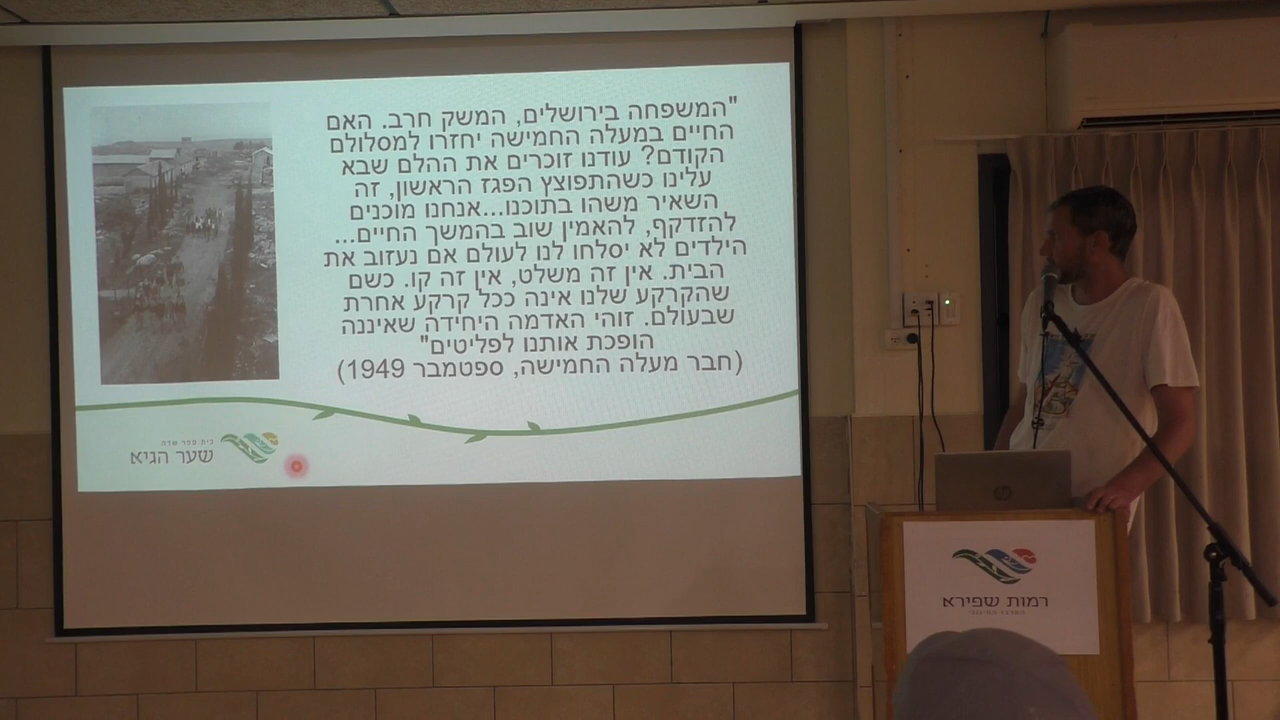 "המשפחה בירושלים, המשק חרב. האם
החיים במעלה החמישה יחזרו למסלולם
הקודם? עודנו זוכרים את ההלם שבא
עלינו כשהתפוצץ הפגז הראשון, זה
השאיר משהו בתוכנו...אנחנו מוכנים
להזדקף, להאמין שוב בהמשך החיים...
הילדים לא יסלחו לנו לעולם אם נעזוב את
הבית. אין זה משלט, אין זה קו. כשם
שהקרקע שלנו אינה ככל קרקע אחרת
שבעולם. זוהי האדמה היחידה שאיננה
הופכת אותנו לפליטים"
(חבר מעלה החמישה, ספטמבר 1949)
בית ספר שדה
שער הגיא
hp
רמות שפירא